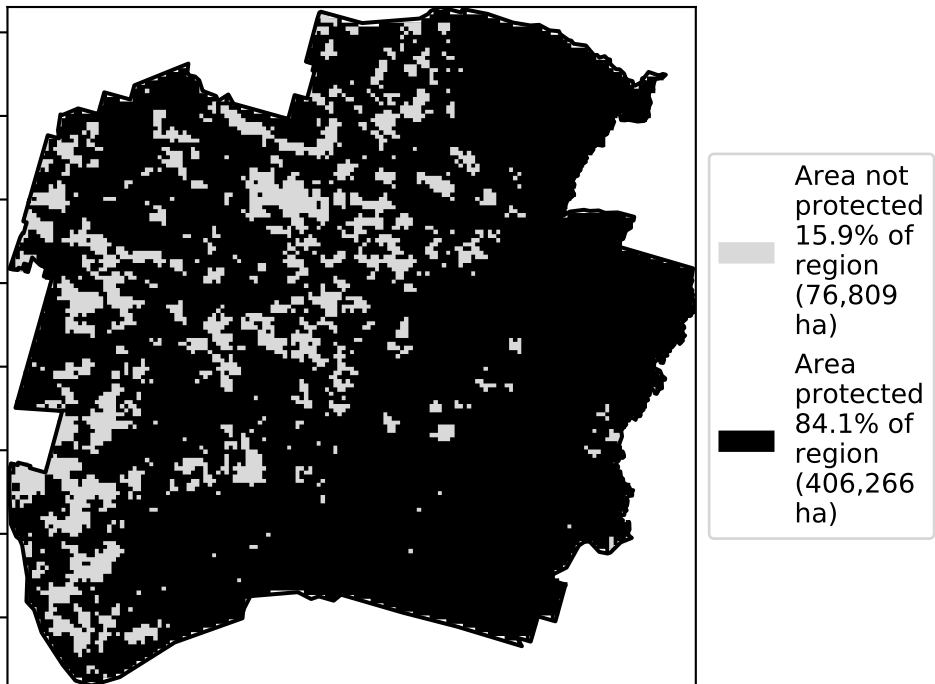 Area not
protected
15.9% of
region
(76,809
ha)
Area
protected
84.1% of
region
(406,266
ha)